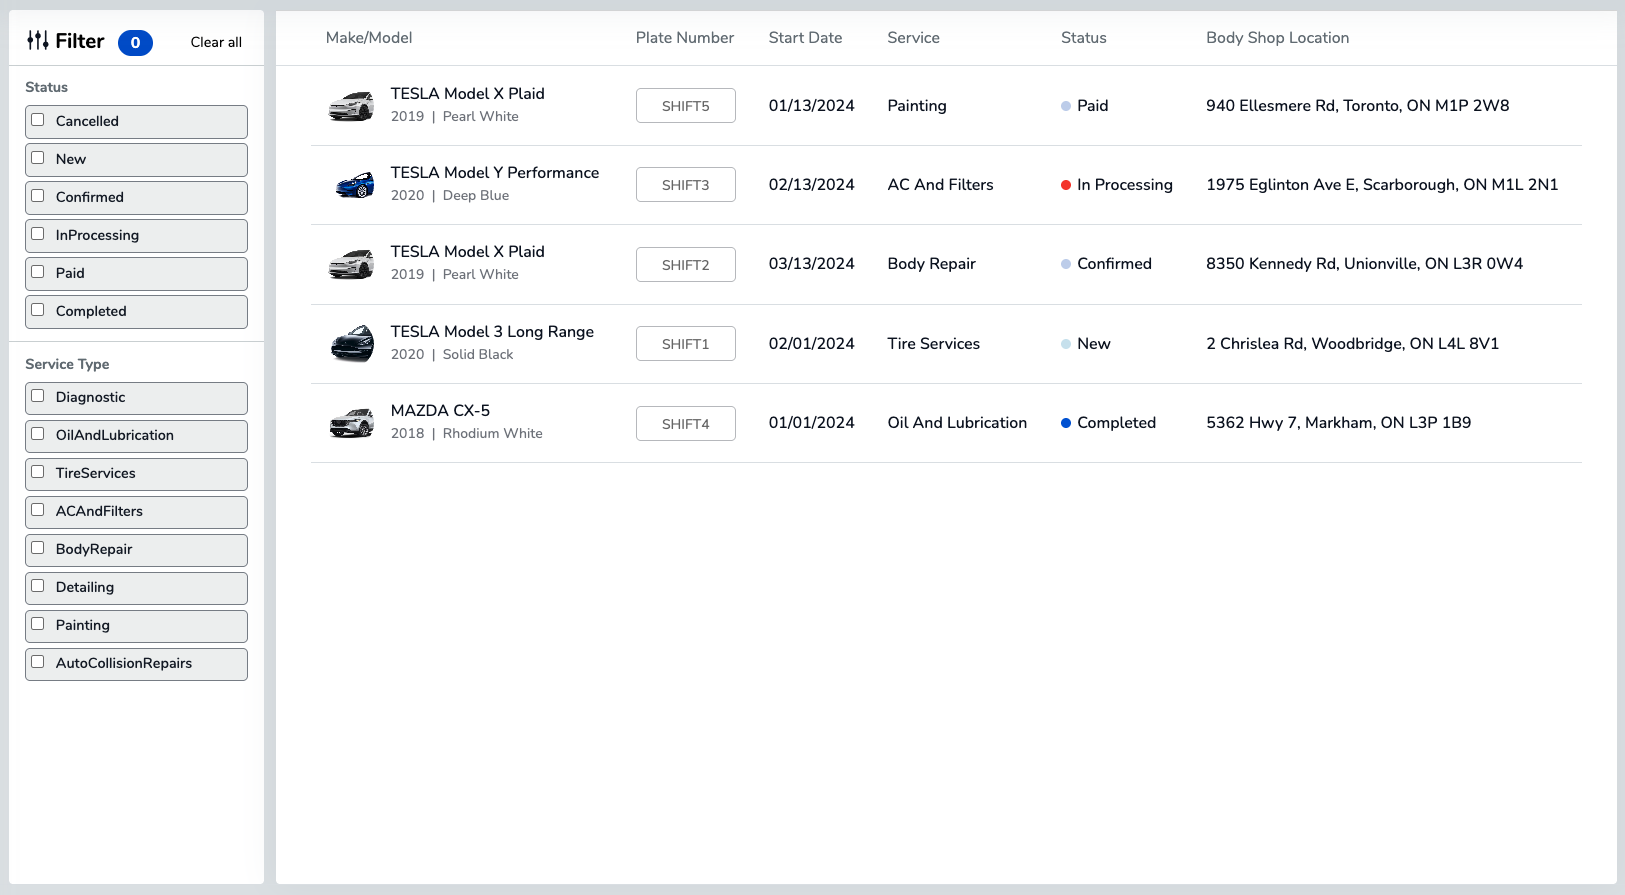 Filter 0 Clear all
Status
Cancelled
New
Confirmed
InProcessing
Paid
Completed
Service Type
Diagnostic
OilAndLubrication
TireServices
ACAndFilters
BodyRepair
Detailing
Painting
AutoCollisionRepairs
Make/Model Plate Number Start Date Service Status Body Shop Location
TESLA Model X Plaid
2019 | Pearl White
SHIFT5 01/13/2024 Painting Paid 940 Ellesmere Rd, Toronto, ON M1P 2W8
TESLA Model Y Performance
2020 | Deep Blue
SHIFT3 02/13/2024 AC And Filters In Processing 1975 Eglinton Ave E, Scarborough, ON M1L 2N1
TESLA Model X Plaid
2019 | Pearl White
SHIFT2 03/13/2024 Body Repair Confirmed 8350 Kennedy Rd, Unionville, ON L3R 0W4
TESLA Model 3 Long Range
2020 | Solid Black
SHIFT1 02/01/2024 Tire Services New 2 Chrislea Rd, Woodbridge, ON L4L 8V1
MAZDA CX-5
2018 | Rhodium White
SHIFT4 01/01/2024 Oil And Lubrication Completed 5362 Hwy 7, Markham, ON L3P 1B9